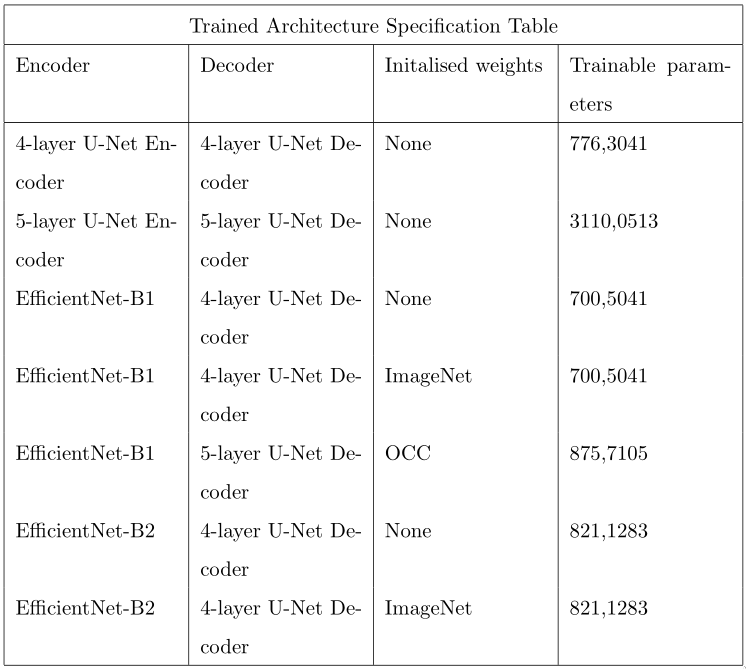 Trained Architecture Specification Table
Encoder Decoder Initalised weights Trainable param-
eters
4-layer U-Net En- 4-layer U-Net De- None 776,3041
coder coder
5-layer U-Net En- 5-layer U-Net De- None 3110,0513
coder coder
EfficientNet-B1 4-layer U-Net De- None 700,5041
coder
EfficientNet-B1 4-layer U-Net De- ImageNet 700,5041
coder
EfficientNet-B1 5-layer U-Net De- OCC 875,7105
coder
EfficientNet-B2 4-layer U-Net De- None 821,1283
coder
EfficientNet-B2 4-layer U-Net De- ImageNet 821,1283
coder